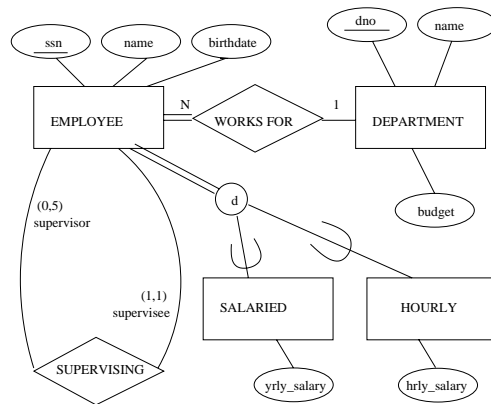 ssn
name
birthdate
dno
name
EMPLOYEE
N
WORKS FOR
1
DEPARTMENT
budget
d
(0,5)
supervisor
(1,1)
supervisee
SALARIED
HOURLY
SUPERVISING
yrly_salary
hrly_salary